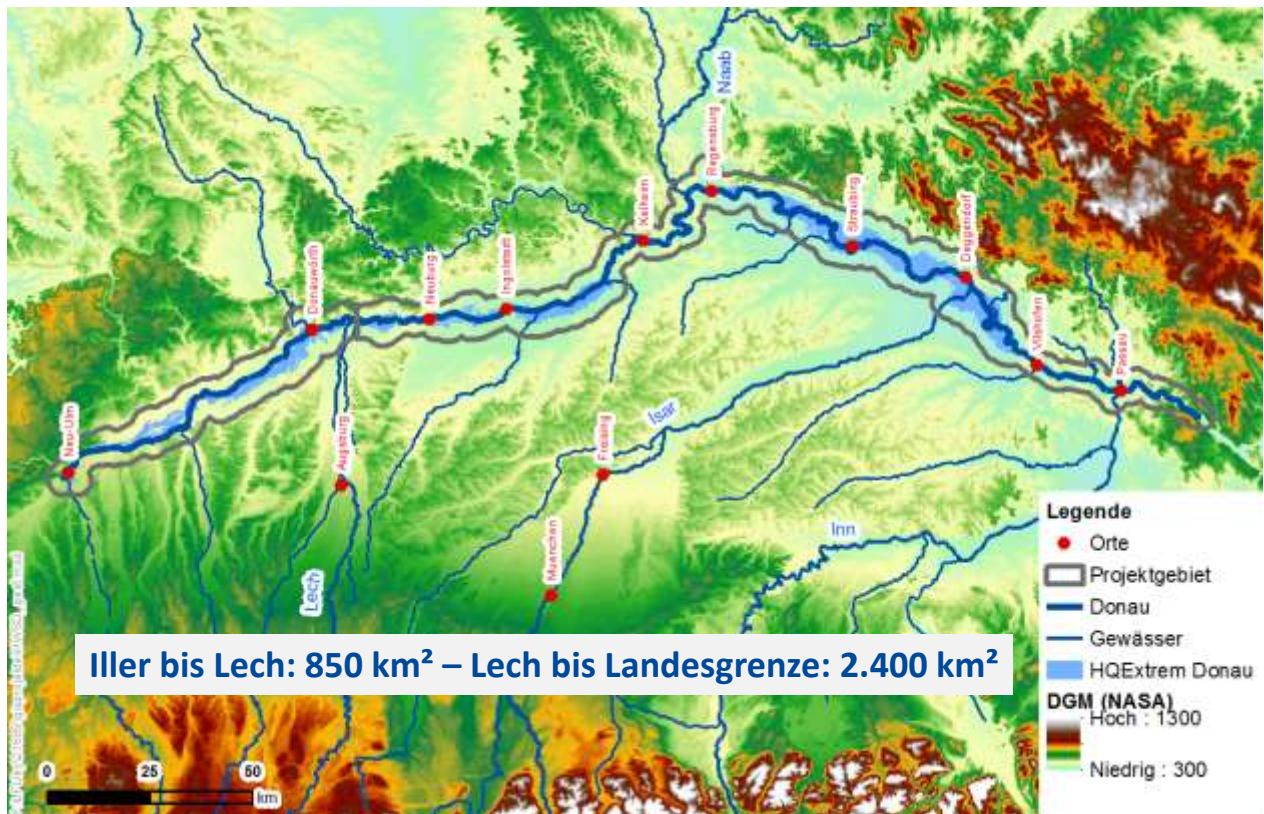 Naab
Regensburg
Kelheim
Straubing
Deggendorf
Donauwörth
Neuburg
Ingolstadt
Vilshofen
Passau
Neu-Ulm
Augsburg
Freising
Isar
Muenchen
Inn
Lech
Iller bis Lech: 850 km² – Lech bis Landesgrenze: 2.400 km²
0 25 50
km
Legende
Orte
Projektgebiet
Donau
Gewässer
HQExtrem Donau
DGM (NASA)
Hoch : 1300
Niedrig : 300